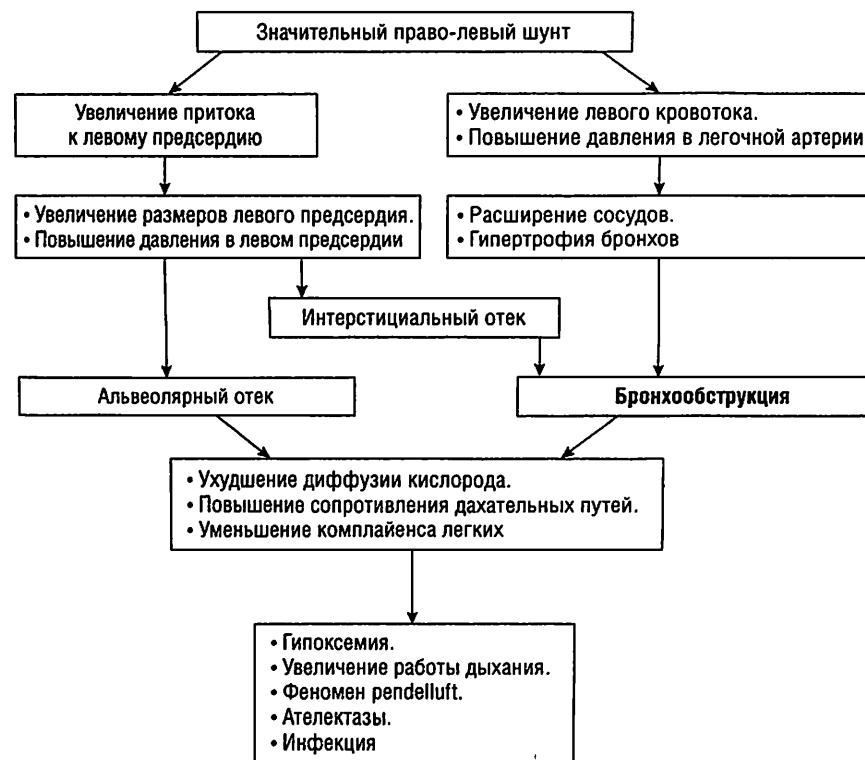 Значительный право-левый шунт
Увеличение притока
к левому предсердию
• Увеличение левого кровотока.
• Повышение давления в легочной артерии
• Увеличение размеров левого предсердия.
• Повышение давления в левом предсердии
• Расширение сосудов.
• Гипертрофия бронхов
Интерстициальный отек
Альвеолярный отек
Бронхообструкция
• Ухудшение диффузии кислорода.
• Повышение сопротивления дахательных путей.
• Уменьшение комплайенса легких
• Гипоксемия.
• Увеличение работы дыхания.
• Феномен pendelluft.
• Ателектазы.
• Инфекция